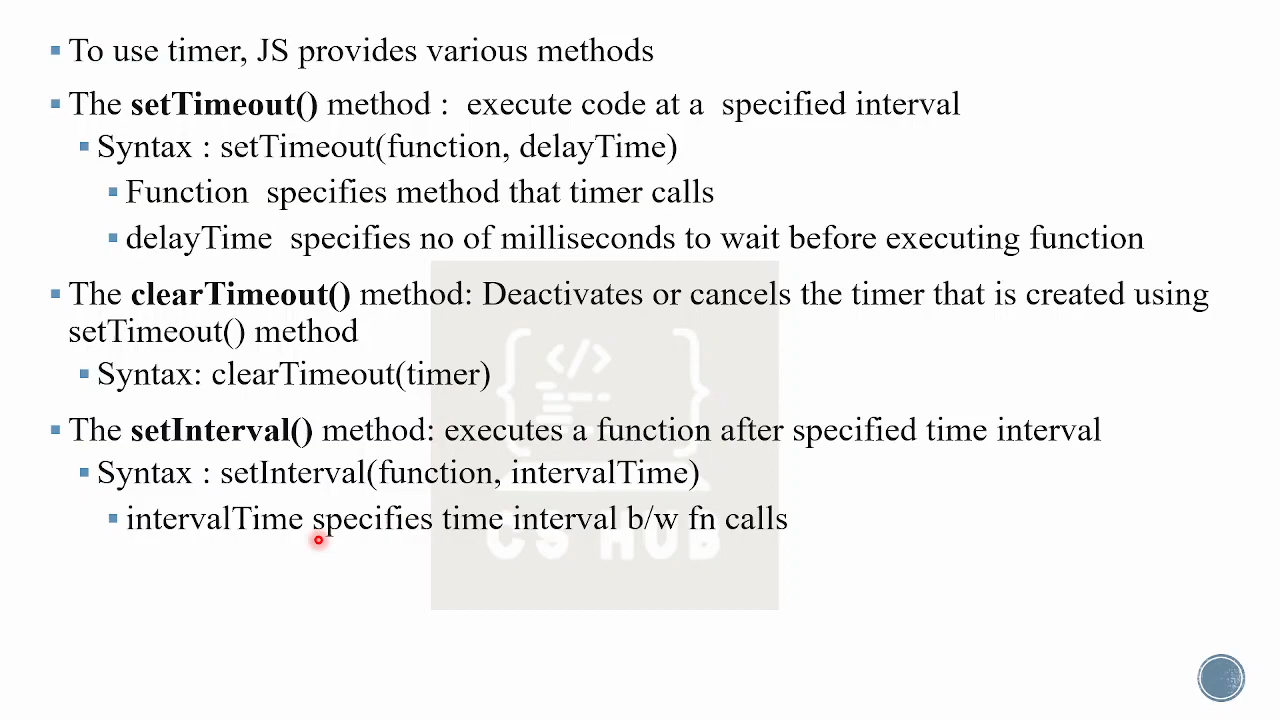 To use timer, JS provides various methods
The setTimeout() method :  execute code at a  specified interval
Syntax : setTimeout(function, delayTime)
Function  specifies method that timer calls
delayTime  specifies no of milliseconds to wait before executing function
The clearTimeout() method: Deactivates or cancels the timer that is created using
setTimeout() method
Syntax: clearTimeout(timer)
The setInterval() method: executes a function after specified time interval
Syntax : setInterval(function, intervalTime)
intervalTime specifies time interval b/w fn calls
{ </> }
CS HUB